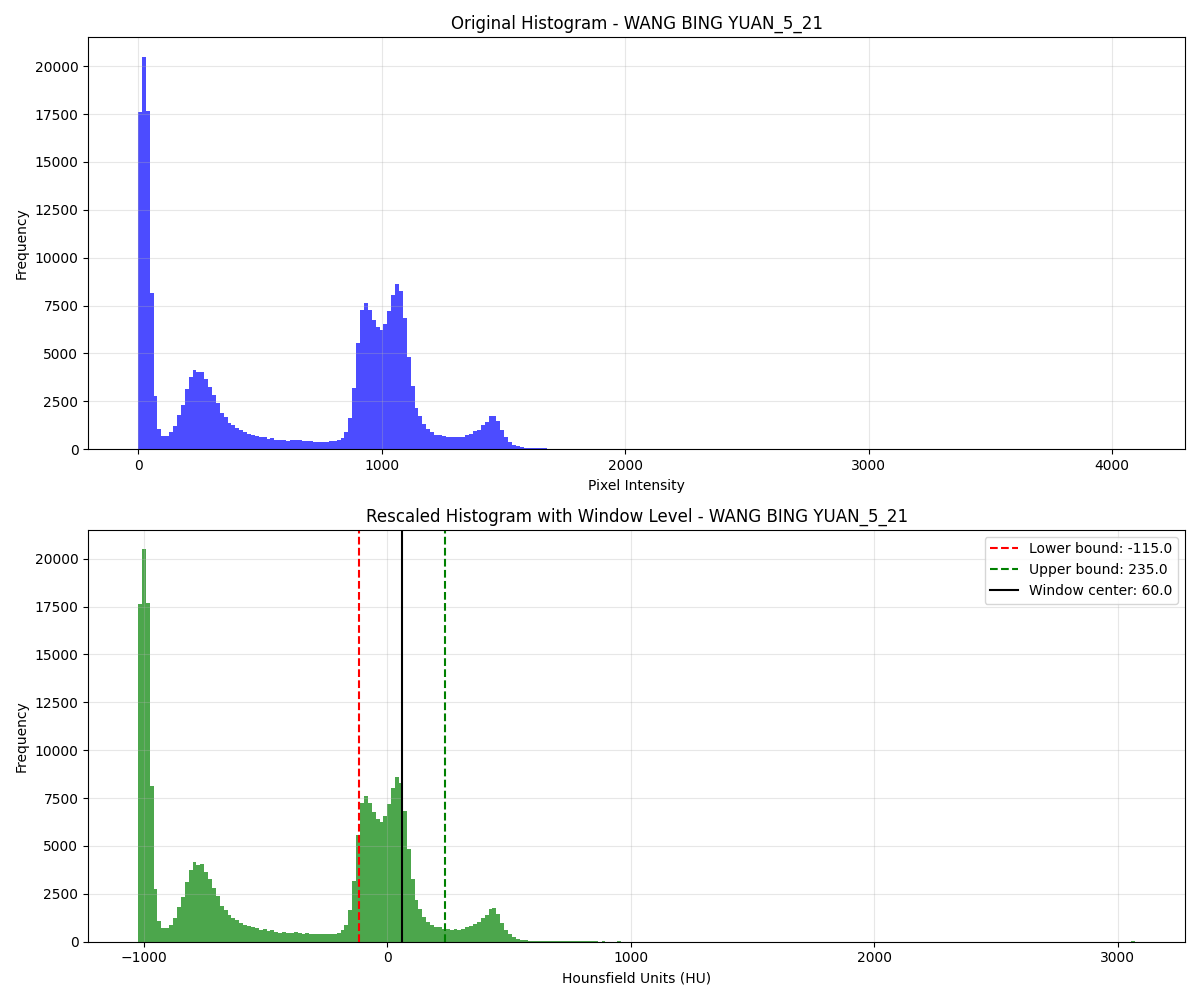 Original Histogram - WANG BING YUAN_5_21
20000
17500
15000
12500
10000
7500
5000
2500
0
Frequency
0 1000 2000 3000 4000
Pixel Intensity
Rescaled Histogram with Window Level - WANG BING YUAN_5_21
Lower bound: -115.0
Upper bound: 235.0
Window center: 60.0
20000
17500
15000
12500
10000
7500
5000
2500
0
Frequency
−1000 0 1000 2000 3000
Hounsfield Units (HU)